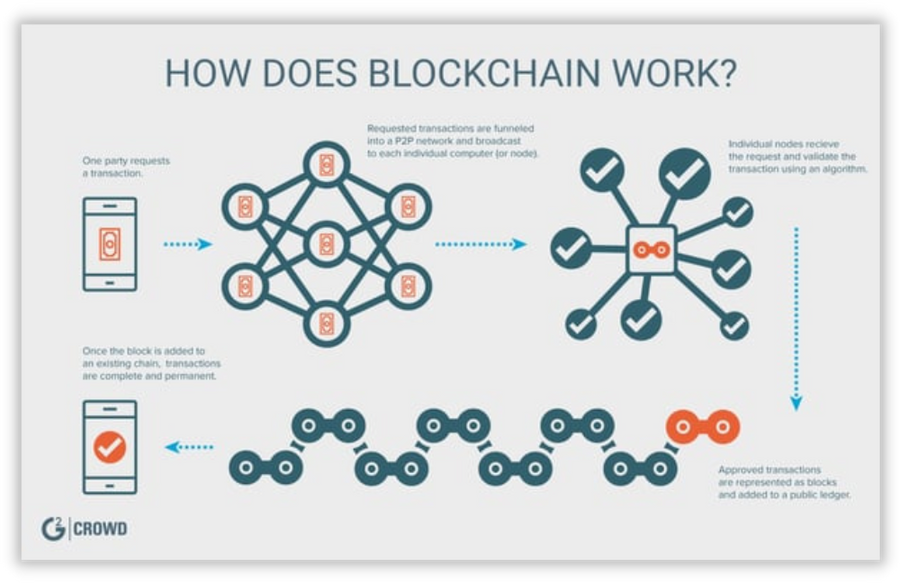 HOW DOES BLOCKCHAIN WORK?
One party requests
a transaction.
Requested transactions are funneled
into a P2P network and broadcast
to each individual computer (or node).
Individual nodes recieve
the request and validate the
transaction using an algorithm.
Approved transactions
are represented as blocks
and added to a public ledger.
Once the block is added to
an existing chain, transactions
are complete and permanent.
G2 | CROWD